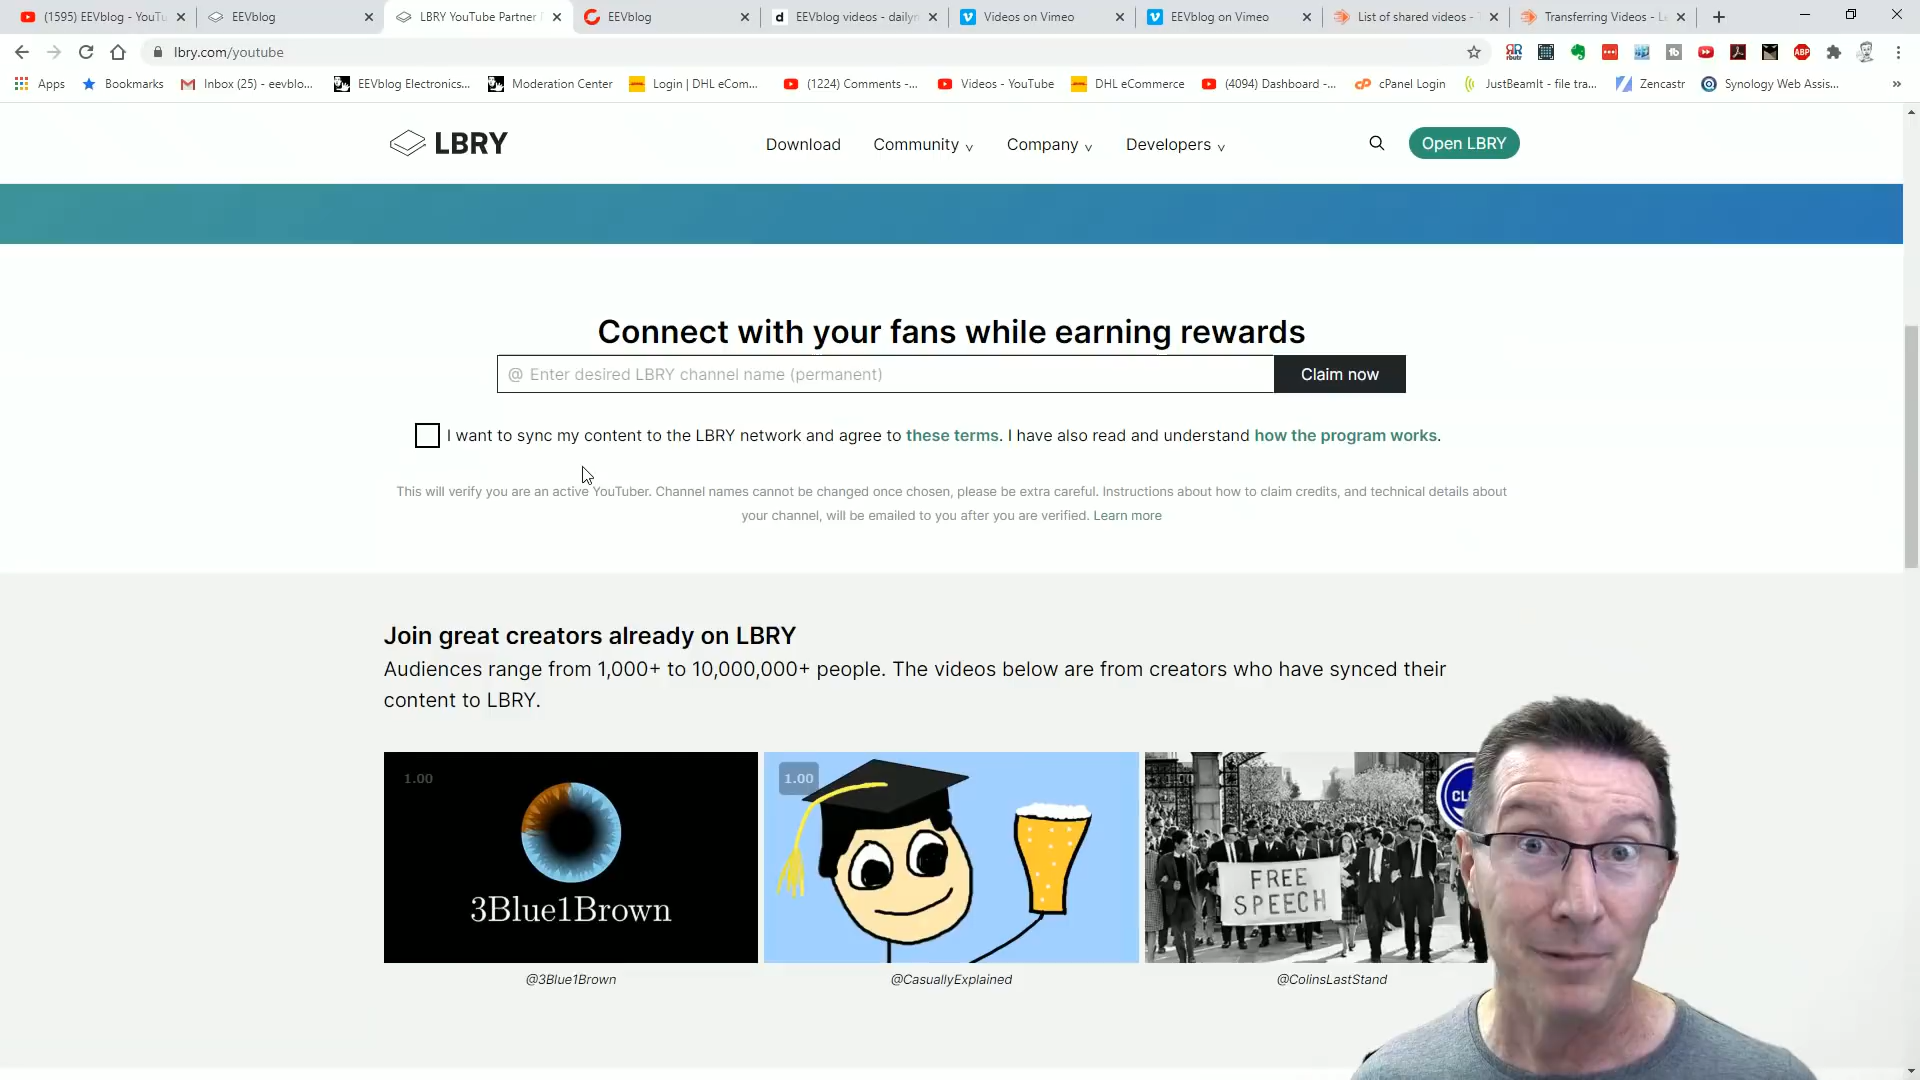 (1595) EEVblog - YouTu
EEVblog
LBRY YouTube Partner
EEVblog
EEVblog videos - dailyn
Videos on Vimeo
EEVblog on Vimeo
List of shared videos -
Transferring Videos - Le
lbry.com/youtube
Apps
Bookmarks
Inbox (25) - eevblo...
EEVblog Electronics...
Moderation Center
Login | DHL eCom...
(1224) Comments -...
Videos - YouTube
DHL eCommerce
(4094) Dashboard -...
cPanel Login
JustBeamIt - file tra...
Zencastr
Synology Web Assis...
LBRY
Download
Community
Company
Developers
Open LBRY
Connect with your fans while earning rewards
@ Enter desired LBRY channel name (permanent)
Claim now
I want to sync my content to the LBRY network and agree to these terms. I have also read and understand how the program works.
This will verify you are an active YouTuber. Channel names cannot be changed once chosen, please be extra careful. Instructions about how to claim credits, and technical details about
your channel, will be emailed to you after you are verified. Learn more
Join great creators already on LBRY
Audiences range from 1,000+ to 10,000,000+ people. The videos below are from creators who have synced their
content to LBRY.
1.00
3Blue1Brown
1.00
1.00
FREE
SPEECH
CL
@3Blue1Brown
@CasuallyExplained
@ColinsLastStand